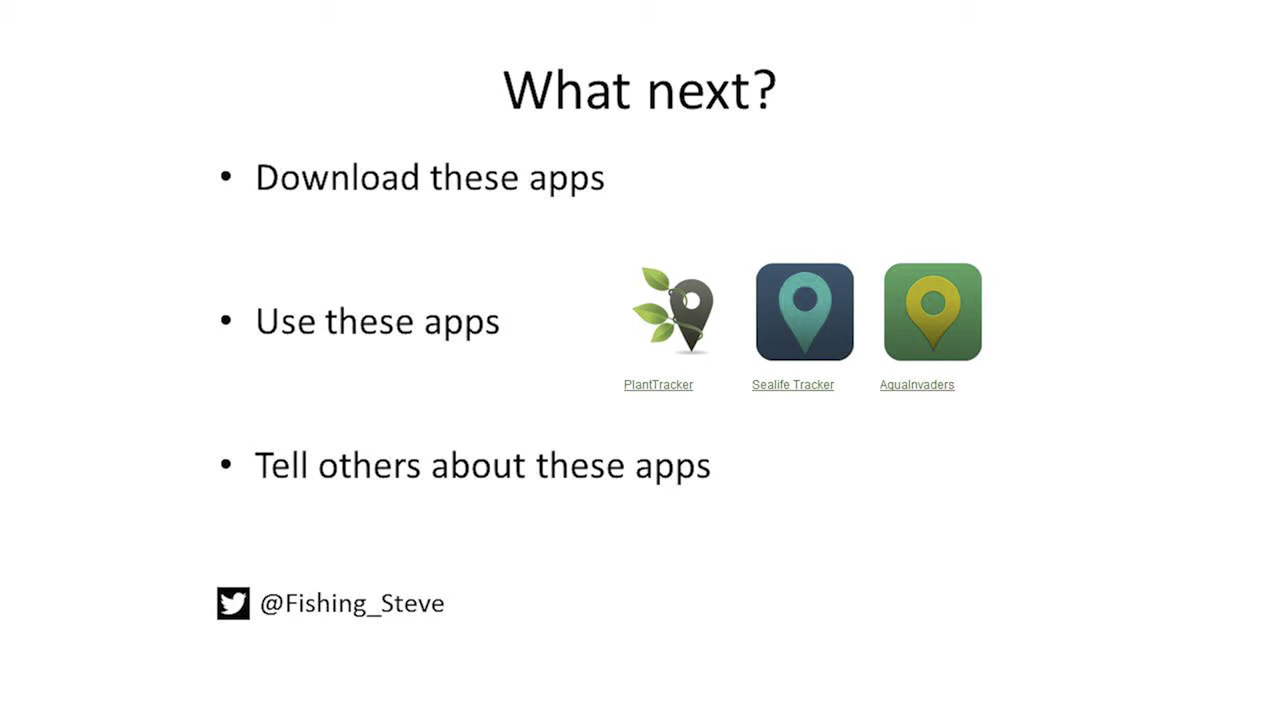 What next?
• Download these apps
• Use these apps
PlantTracker
Sealife Tracker
AquaInvaders
• Tell others about these apps
@Fishing_Steve